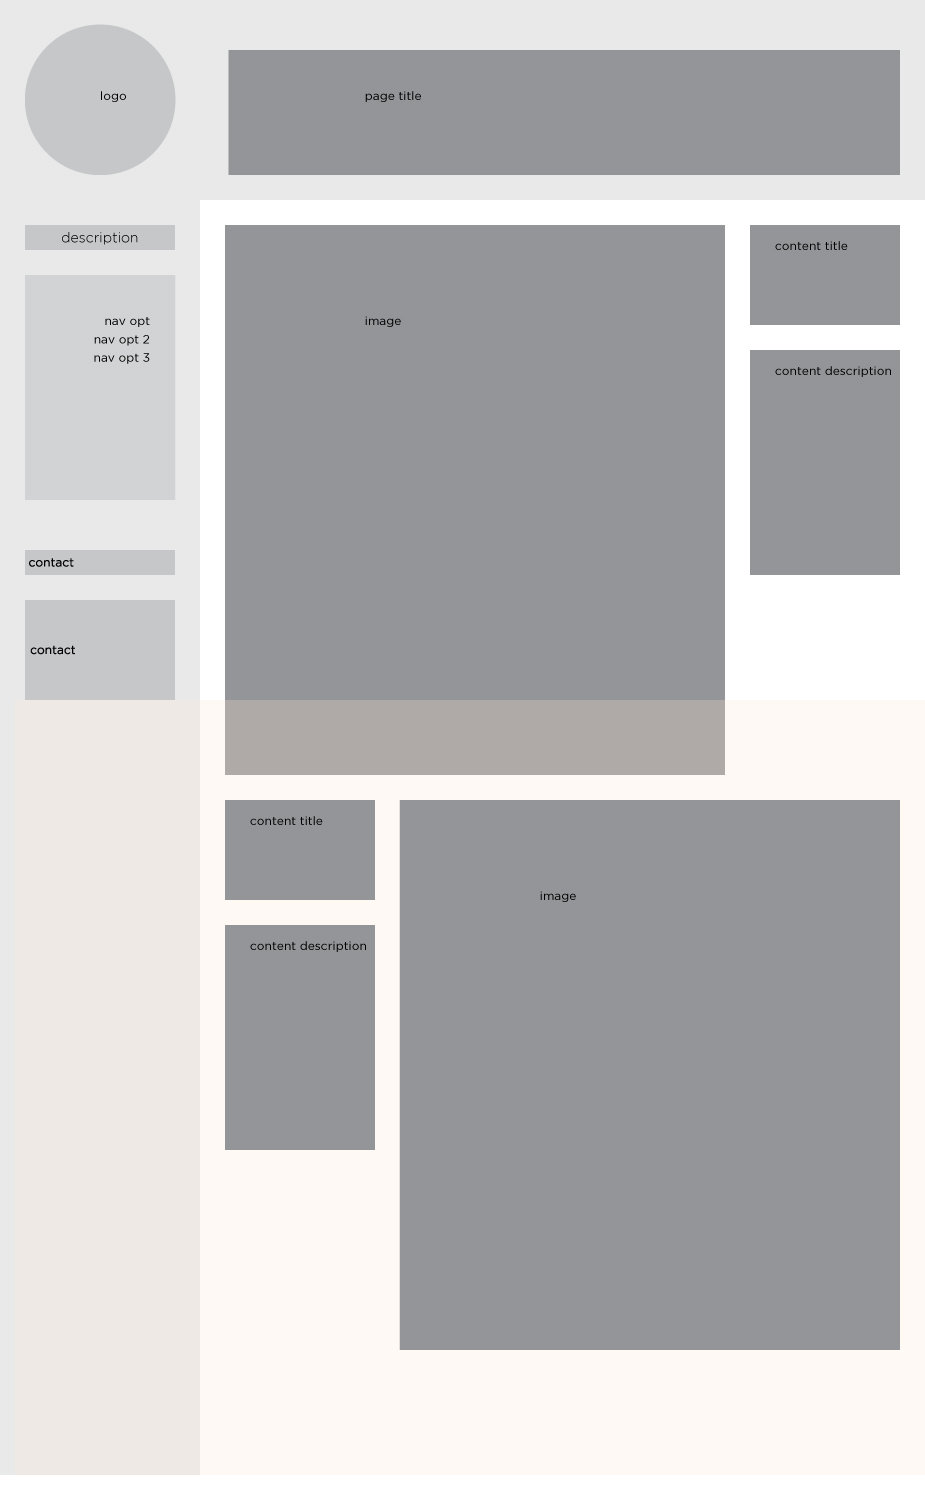 logo
page title
description
nav opt
nav opt 2
nav opt 3
contact
contact
image
content title
content description
content title
content description
image